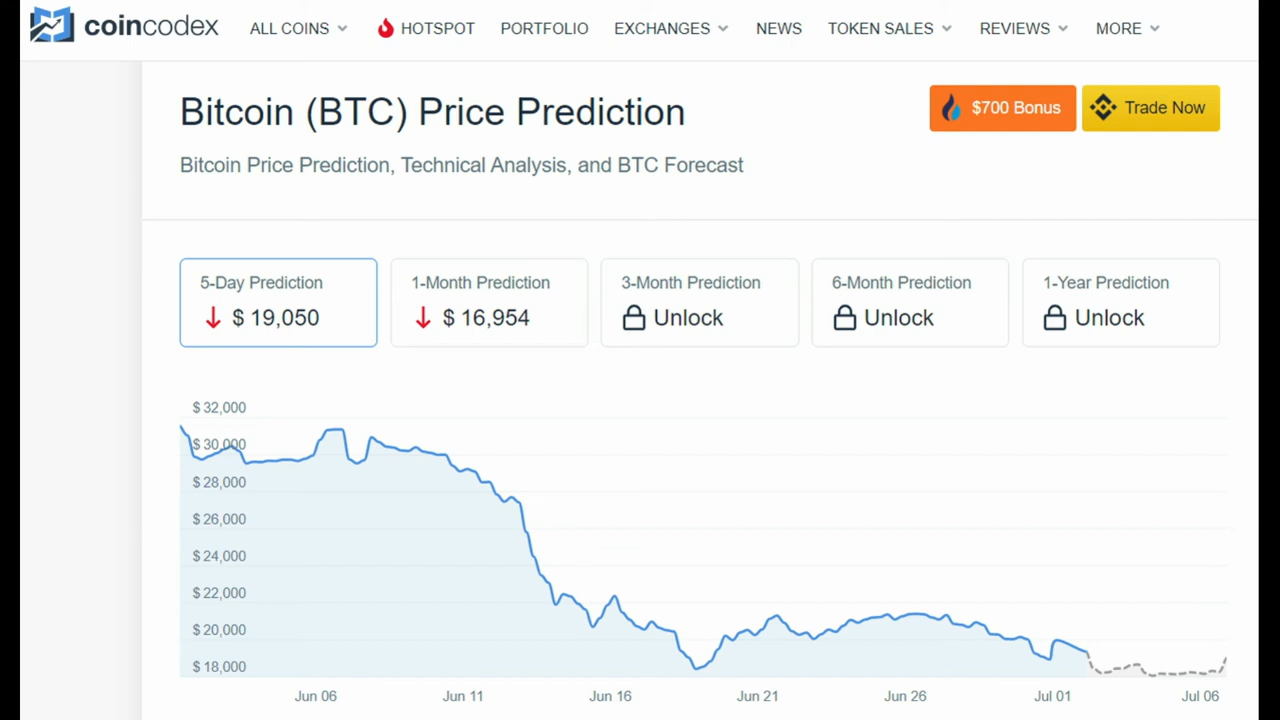 coincodex ALL COINS HOTSPOT PORTFOLIO EXCHANGES NEWS TOKEN SALES REVIEWS MORE
Bitcoin (BTC) Price Prediction
$700 Bonus Trade Now
Bitcoin Price Prediction, Technical Analysis, and BTC Forecast
5-Day Prediction 1-Month Prediction 3-Month Prediction 6-Month Prediction 1-Year Prediction
$ 19,050 $ 16,954 Unlock Unlock Unlock
$ 32,000
$ 30,000
$ 28,000
$ 26,000
$ 24,000
$ 22,000
$ 20,000
$ 18,000
Jun 06 Jun 11 Jun 16 Jun 21 Jun 26 Jul 01 Jul 06